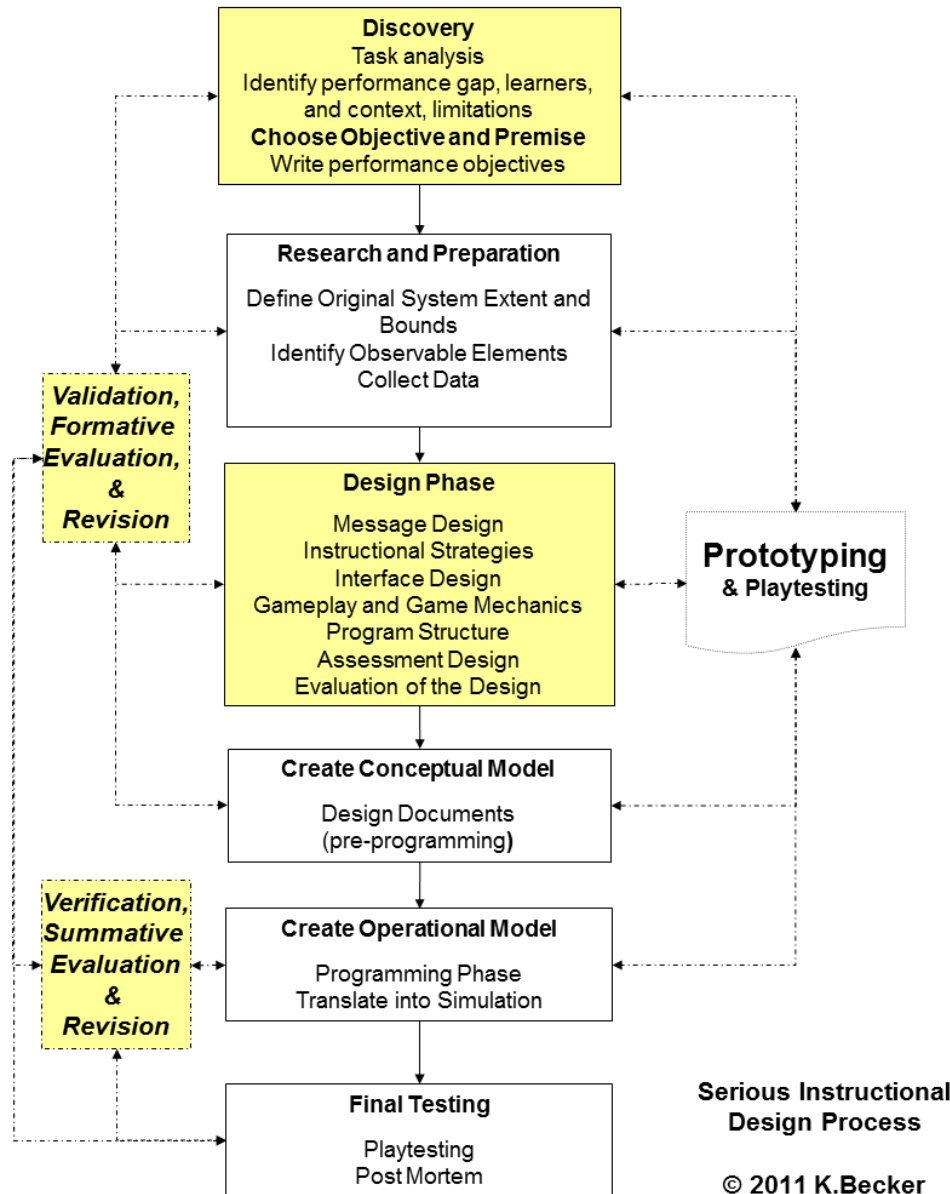 Discovery
Task analysis
Identify performance gap, learners,
and context, limitations
Choose Objective and Premise
Write performance objectives
Research and Preparation
Define Original System Extent and
Bounds
Identify Observable Elements
Collect Data
Validation,
Formative
Evaluation,
&
Revision
Design Phase
Message Design
Instructional Strategies
Interface Design
Gameplay and Game Mechanics
Program Structure
Assessment Design
Evaluation of the Design
Prototyping
& Playtesting
Create Conceptual Model
Design Documents
(pre-programming)
Verification,
Summative
Evaluation
&
Revision
Create Operational Model
Programming Phase
Translate into Simulation
Final Testing
Playtesting
Post Mortem
Serious Instructional
Design Process
© 2011 K.Becker